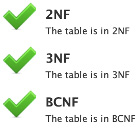 2NF
The table is in 2NF
3NF
The table is in 3NF
BCNF
The table is in BCNF